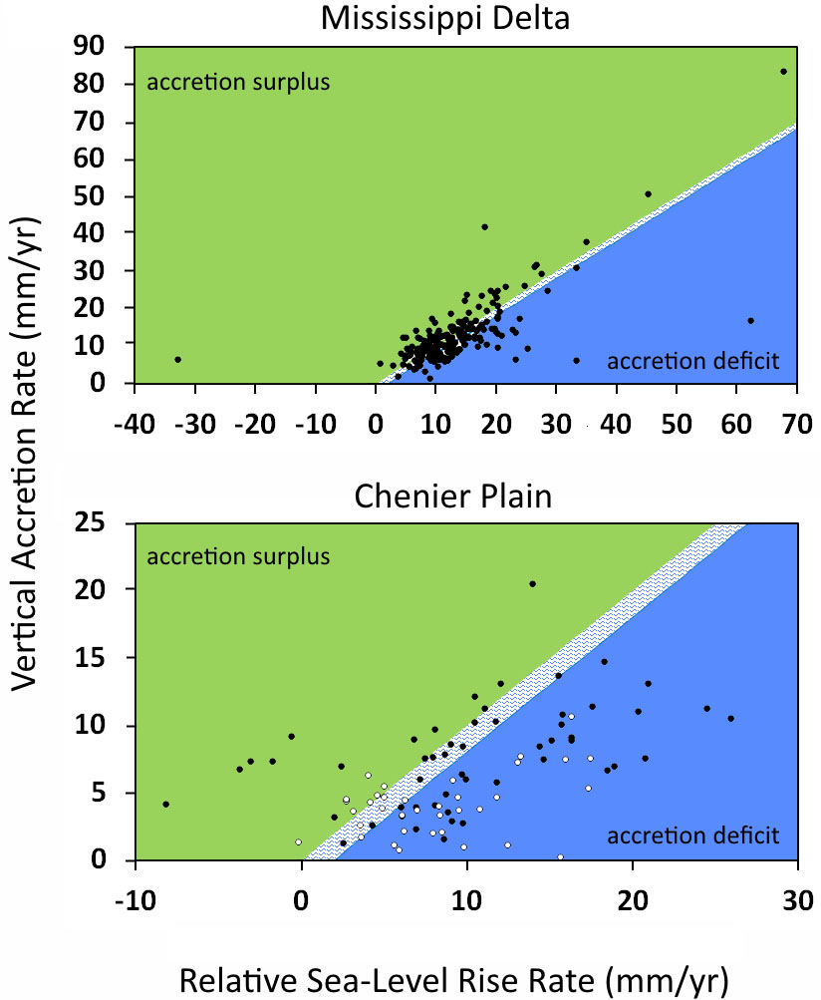 Mississippi Delta
90
80
70
60
50
40
30
20
10
0
accretion surplus
accretion deficit
-40 -30 -20 -10 0 10 20 30 40 50 60 70
Vertical Accretion Rate (mm/yr)
Chenier Plain
25
20
15
10
5
0
accretion surplus
accretion deficit
-10 0 10 20 30
Relative Sea-Level Rise Rate (mm/yr)